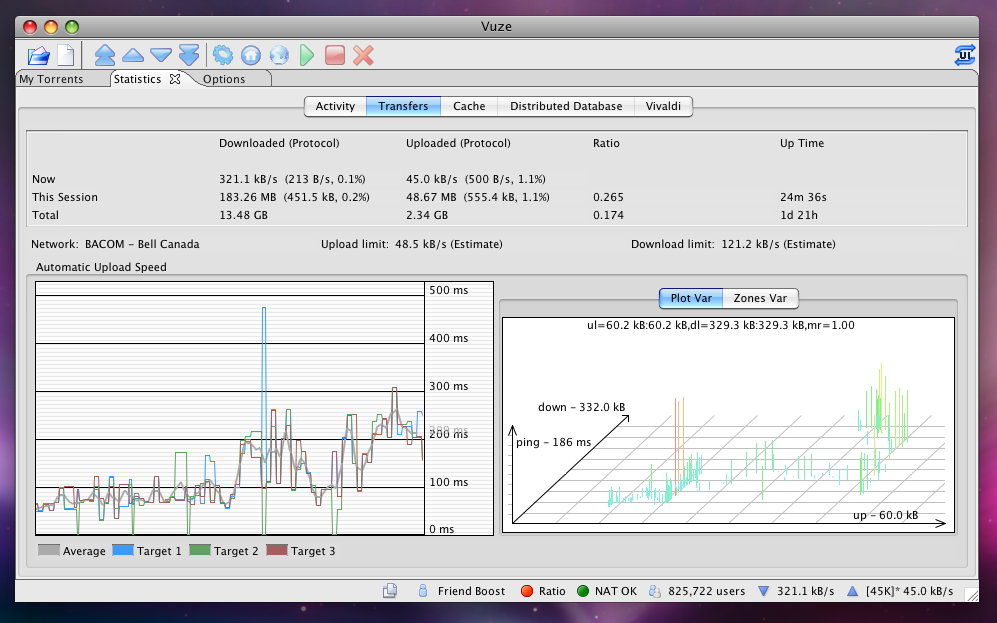 Vuze
UL
My Torrents
Statistics
Options
Activity
Transfers
Cache
Distributed Database
Vivaldi
Downloaded (Protocol) Uploaded (Protocol) Ratio Up Time
Now 321.1 kB/s (213 B/s, 0.1%) 45.0 kB/s (500 B/s, 1.1%)
This Session 183.26 MB (451.5 kB, 0.2%) 48.67 MB (555.4 kB, 1.1%) 0.265 24m 36s
Total 13.48 GB 2.34 GB 0.174 1d 21h
Network: BACOM - Bell Canada Upload limit: 48.5 kB/s (Estimate) Download limit: 121.2 kB/s (Estimate)
Automatic Upload Speed
500 ms
400 ms
300 ms
200 ms
100 ms
0 ms
Average Target 1 Target 2 Target 3
Plot Var
Zones Var
ul=60.2 kB:60.2 kB,dl=329.3 kB:329.3 kB,mr=1.00
down - 332.0 kB
ping - 186 ms
up - 60.0 kB
Friend Boost Ratio NAT OK 825,722 users 321.1 kB/s [45K]* 45.0 kB/s